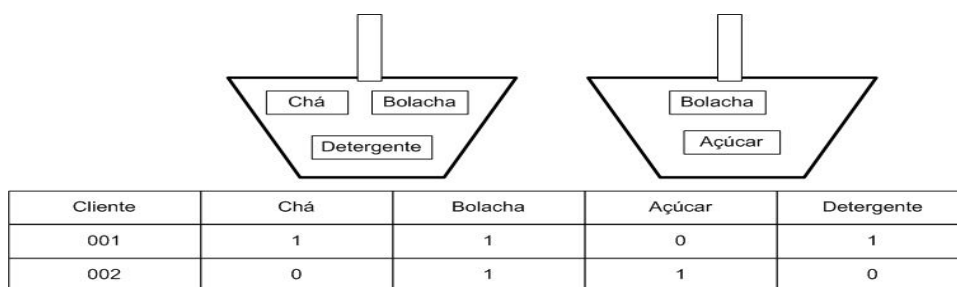 Chá Bolacha
Detergente
Bolacha
Açúcar
Cliente Chá Bolacha Açúcar Detergente
001 1 1 0 1
002 0 1 1 0